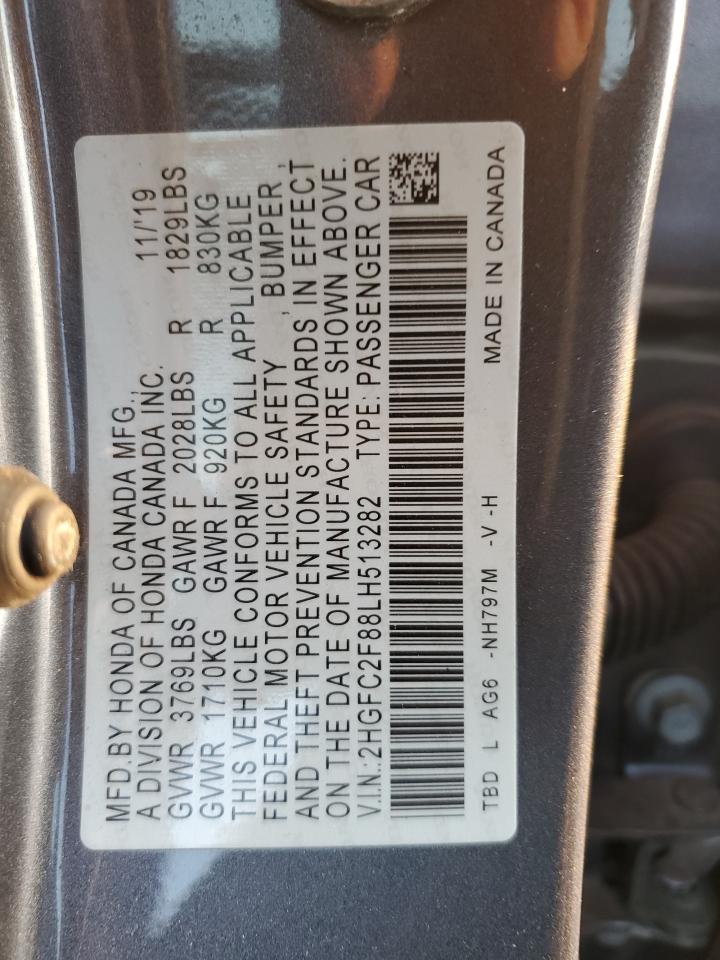 MFD.BY HONDA OF CANADA MFG., 11/'19
A DIVISION OF HONDA CANADA INC.
GVWR 3769LBS GAWR F 2028LBS R 1829LBS
GVWR 1710KG GAWR F 920KG R 830KG
THIS VEHICLE CONFORMS TO ALL APPLICABLE
FEDERAL MOTOR VEHICLE SAFETY , BUMPER ,
AND THEFT PREVENTION STANDARDS IN EFFECT
ON THE DATE OF MANUFACTURE SHOWN ABOVE.
V.I.N.:2HGFC2F88LH513282 TYPE: PASSENGER CAR
TBD L AG6 -NH797M -V -H MADE IN CANADA